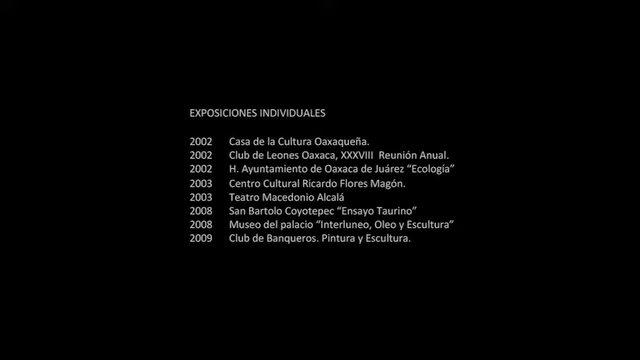 EXPOSICIONES INDIVIDUALES
2002 Casa de la Cultura Oaxaqueña.
2002 Club de Leones Oaxaca, XXXVIII Reunión Anual.
2002 H. Ayuntamiento de Oaxaca de Juárez “Ecología”
2003 Centro Cultural Ricardo Flores Magón.
2003 Teatro Macedonio Alcalá
2008 San Bartolo Coyotepec “Ensayo Taurino”
2008 Museo del palacio “Interluneo, Oleo y Escultura”
2009 Club de Banqueros. Pintura y Escultura.